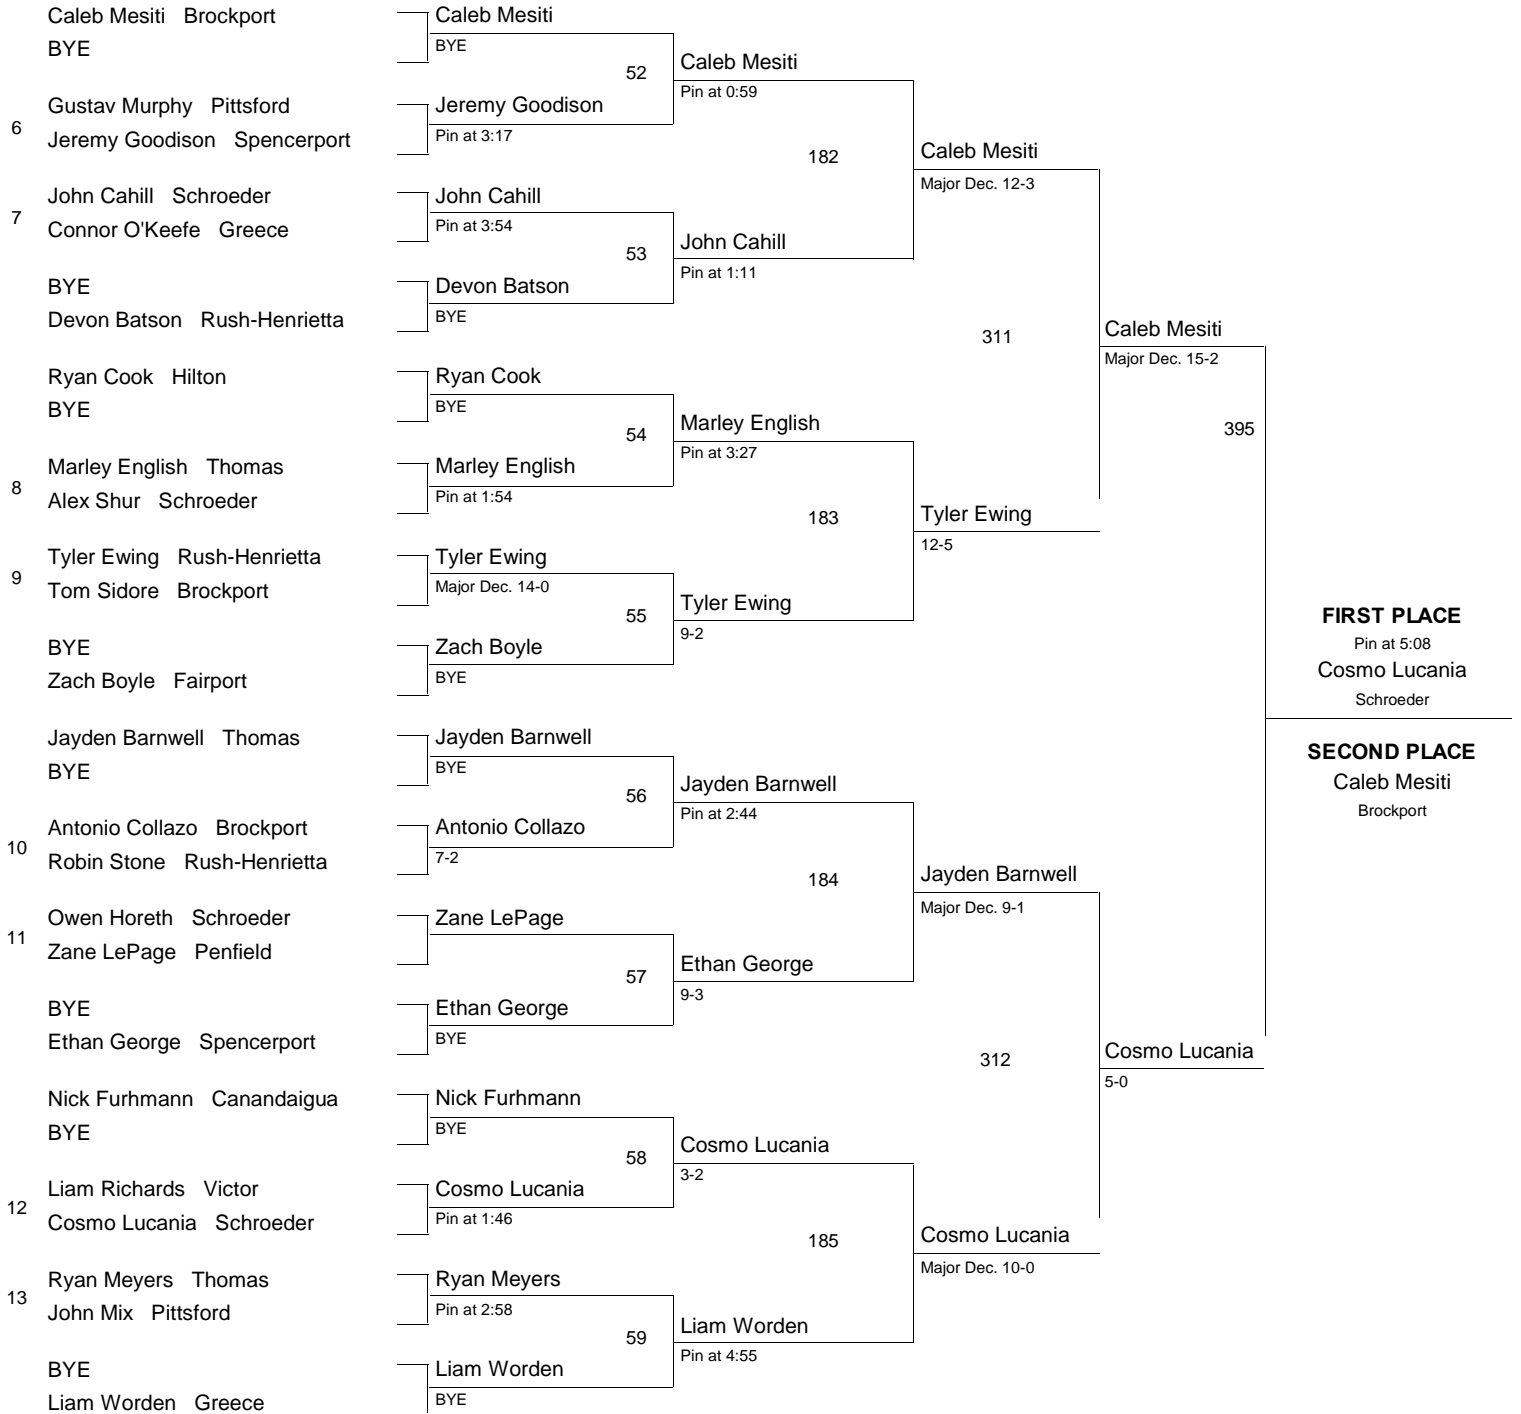 Caleb Mesiti Brockport
BYE
6
Gustav Murphy Pittsford
Jeremy Goodison Spencerport
7
John Cahill Schroeder
Connor O'Keefe Greece
BYE
Devon Batson Rush-Henrietta
Ryan Cook Hilton
BYE
8
Marley English Thomas
Alex Shur Schroeder
9
Tyler Ewing Rush-Henrietta
Tom Sidore Brockport
BYE
Zach Boyle Fairport
Jayden Barnwell Thomas
BYE
10
Antonio Collazo Brockport
Robin Stone Rush-Henrietta
11
Owen Horeth Schroeder
Zane LePage Penfield
BYE
Ethan George Spencerport
Nick Furhmann Canandaigua
BYE
12
Liam Richards Victor
Cosmo Lucania Schroeder
13
Ryan Meyers Thomas
John Mix Pittsford
BYE
Liam Worden Greece
Caleb Mesiti
BYE
52
Jeremy Goodison
Pin at 3:17
John Cahill
Pin at 3:54
53
Devon Batson
BYE
Ryan Cook
BYE
54
Marley English
Pin at 1:54
Tyler Ewing
Major Dec. 14-0
55
Zach Boyle
BYE
Jayden Barnwell
BYE
56
Antonio Collazo
7-2
Zane LePage
57
Ethan George
BYE
Nick Furhmann
BYE
58
Cosmo Lucania
Pin at 1:46
Ryan Meyers
Pin at 2:58
59
Liam Worden
BYE
Caleb Mesiti
Pin at 0:59
182
John Cahill
Pin at 1:11
Marley English
Pin at 3:27
183
Tyler Ewing
9-2
Jayden Barnwell
Pin at 2:44
184
Ethan George
9-3
Cosmo Lucania
3-2
185
Liam Worden
Pin at 4:55
Caleb Mesiti
Major Dec. 12-3
311
Tyler Ewing
12-5
Jayden Barnwell
Major Dec. 9-1
312
Cosmo Lucania
Major Dec. 10-0
Caleb Mesiti
Major Dec. 15-2
395
Cosmo Lucania
5-0
FIRST PLACE
Pin at 5:08
Cosmo Lucania
Schroeder
SECOND PLACE
Caleb Mesiti
Brockport